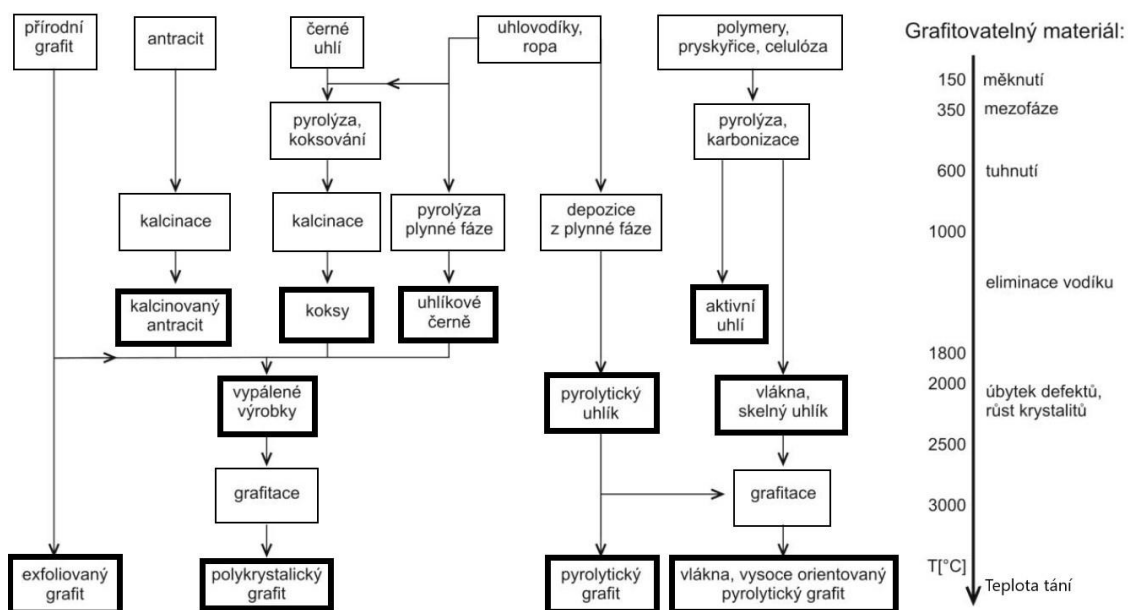 přírodní
grafit
antracit
černé
uhlí
uhlovodíky,
ropa
polymery,
pryskyřice, celulóza
pyrolýza,
koksování
pyrolýza,
karbonizace
kalcinace
kalcinace
pyrolýza
plynné fáze
depozice
z plynné fáze
kalcinovaný
antracit
koksy
uhlíkové
černě
aktivní
uhlí
vypálené
výrobky
pyrolytický
uhlík
vlákna,
skelný uhlík
grafitace
grafitace
exfoliovaný
grafit
polykrystalický
grafit
pyrolytický
grafit
vlákna, vysoce orientovaný
pyrolytický grafit
Grafitovatelný materiál:
150 měknutí
350 mezofáze
600 tuhnutí
1000
eliminace vodíku
1800
2000 úbytek defektů,
růst krystalitů
2500
3000
T[°C]
Teplota tání